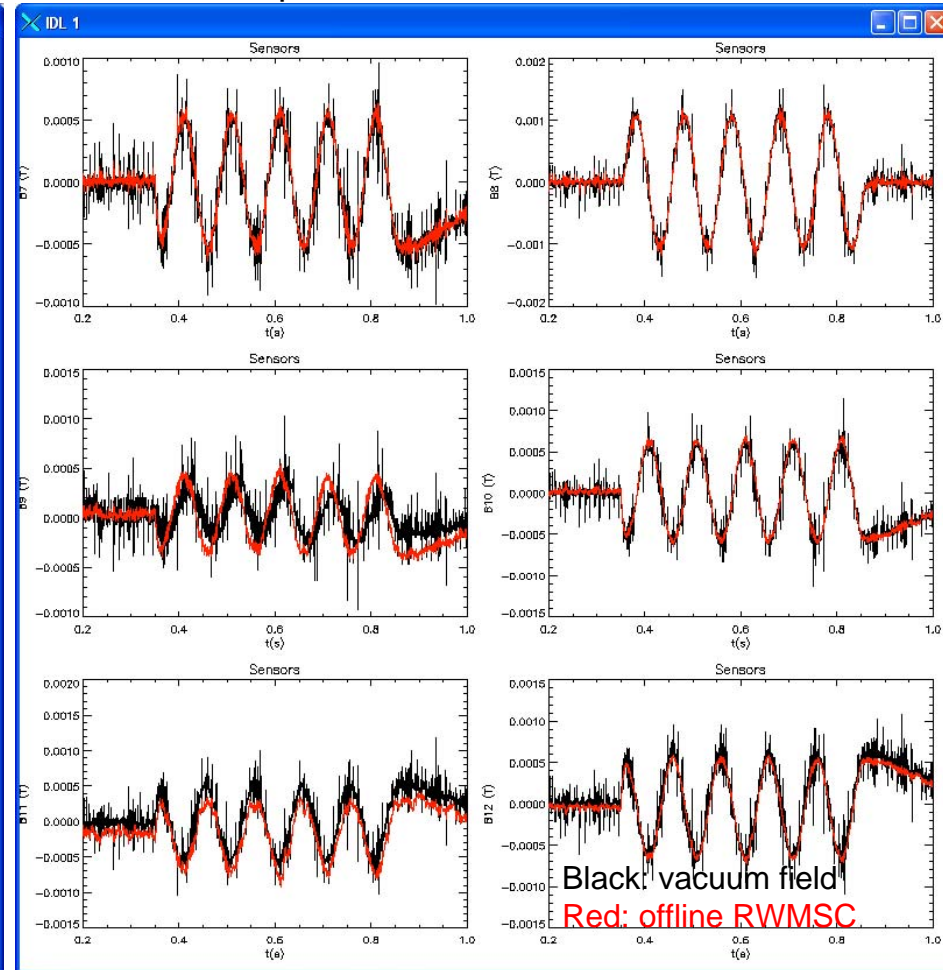 IDL 1
Sensors
0.0010
0.0005
0.0000
−0.0005
−0.0010
B7 (T)
0.2 0.4 0.6 0.8 1.0
t(s)
Sensors
0.002
0.001
0.000
−0.001
−0.002
B8 (T)
0.2 0.4 0.6 0.8 1.0
t(s)
Sensors
0.0015
0.0010
0.0005
0.0000
−0.0005
−0.0010
B9 (T)
0.2 0.4 0.6 0.8 1.0
t(s)
Sensors
0.0015
0.0010
0.0005
0.0000
−0.0005
−0.0010
−0.0015
B10 (T)
0.2 0.4 0.6 0.8 1.0
t(s)
Sensors
0.0020
0.0015
0.0010
0.0005
0.0000
−0.0005
−0.0010
−0.0015
B11 (T)
0.2 0.4 0.6 0.8 1.0
t(s)
Sensors
0.0015
0.0010
0.0005
0.0000
−0.0005
−0.0010
−0.0015
B12 (T)
0.2 0.4 0.6 0.8 1.0
t(s)
Black: vacuum field
Red: offline RWMSC